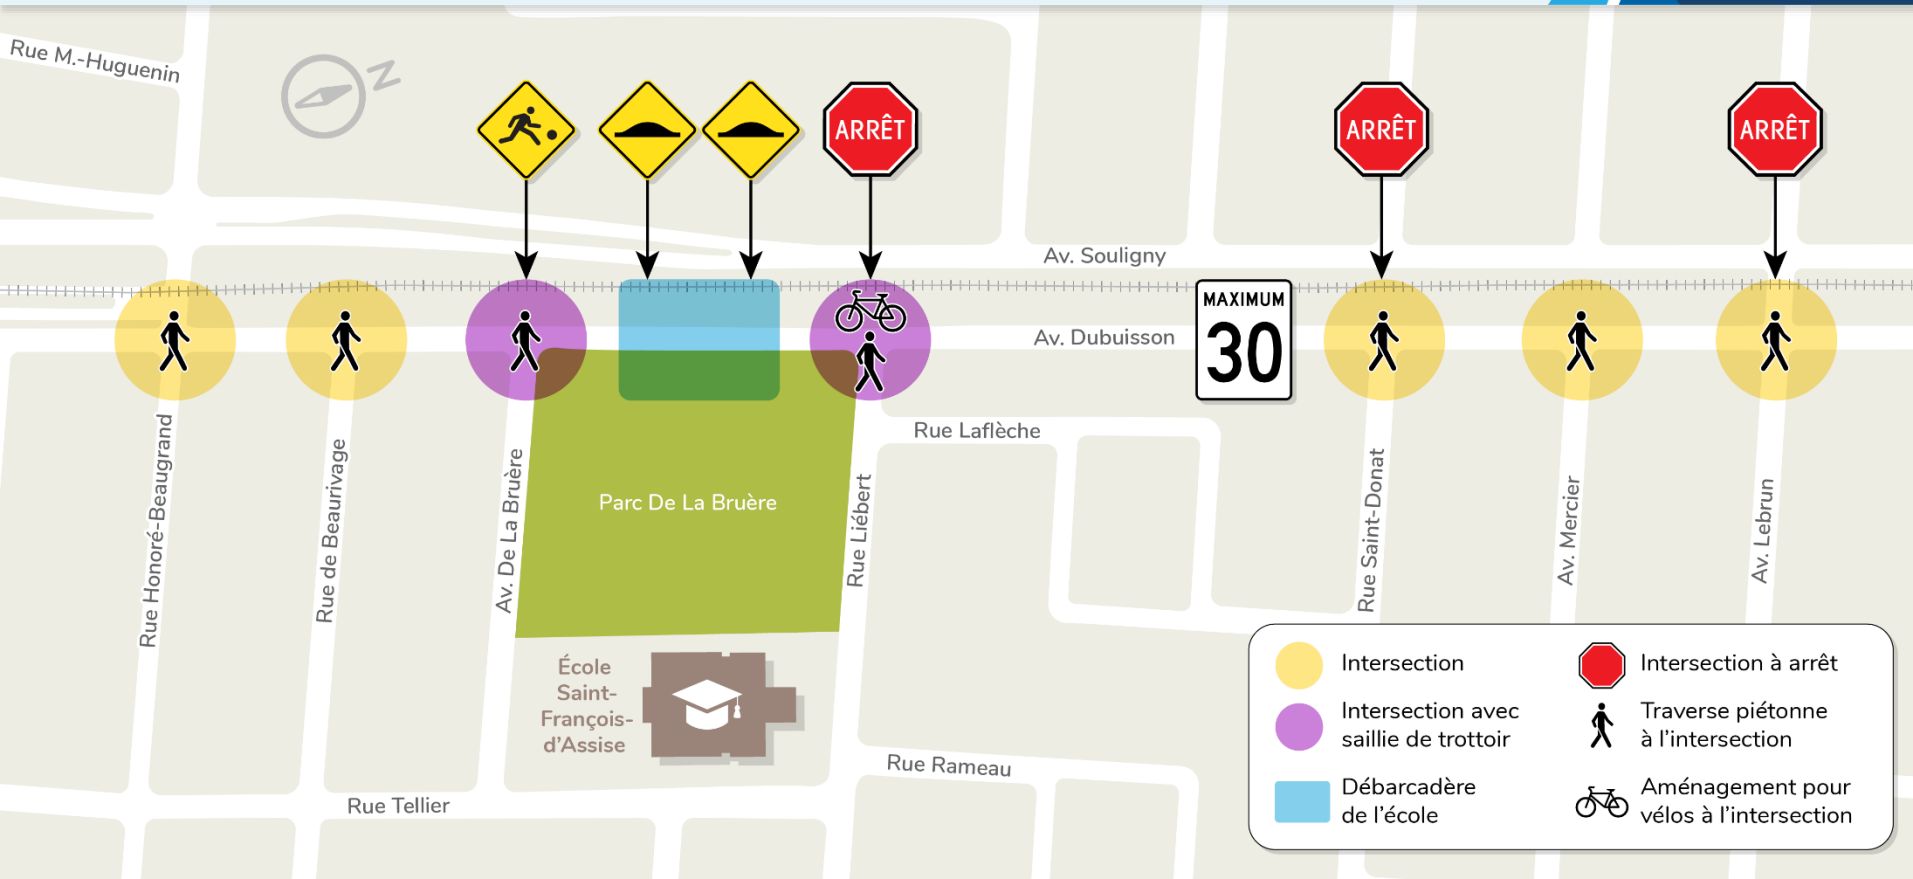 Rue M.-Huguenin
N
ARRÊT
ARRÊT
ARRÊT
Av. Souligny
MAXIMUM
30
Av. Dubuisson
Rue Honoré-Beaugrand
Rue de Beaurivage
Av. De La Bruère
Parc De La Bruère
Rue Liébert
Rue Laflèche
Rue Saint-Donat
Av. Mercier
Av. Lebrun
École
Saint-
François-
d'Assise
Rue Rameau
Rue Tellier
Intersection
Intersection avec
saillie de trottoir
Débarcadère
de l'école
Intersection à arrêt
Traverse piétonne
à l'intersection
Aménagement pour
vélos à l'intersection